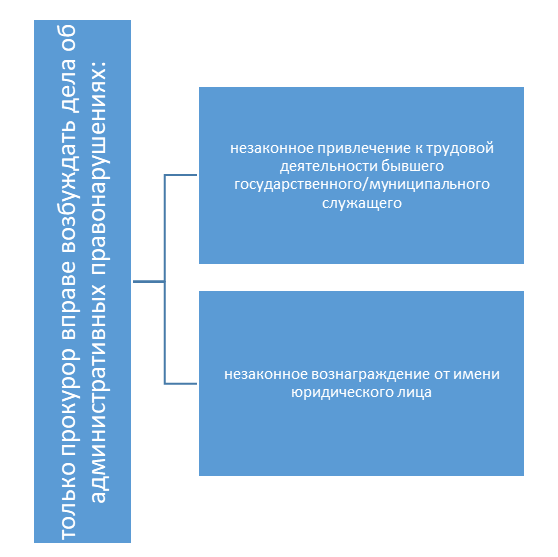 только прокурор вправе возбуждать дела об
административных правонарушениях:
незаконное привлечение к трудовой
деятельности бывшего
государственного/муниципального
служащего
незаконное вознаграждение от имени
юридического лица